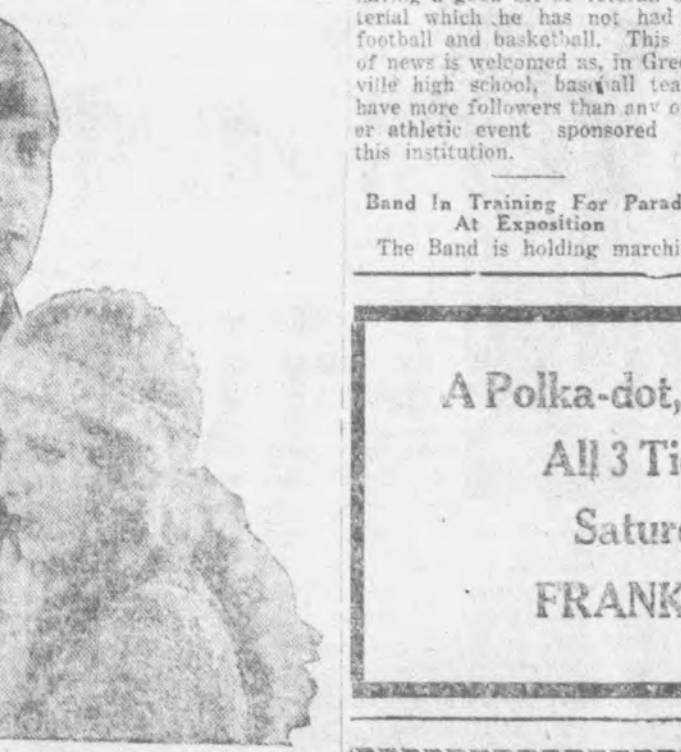 terial which he has not had
football and basketball. This
of news is welcomed as, in Gree
ville high school, baseball tea
have more followers than any o
er athletic event sponsored
this institution.
Band In Training For Parad
At Exposition
The Band is holding marchi
A Polka-dot,
All 3 Ti
Satur
FRANK